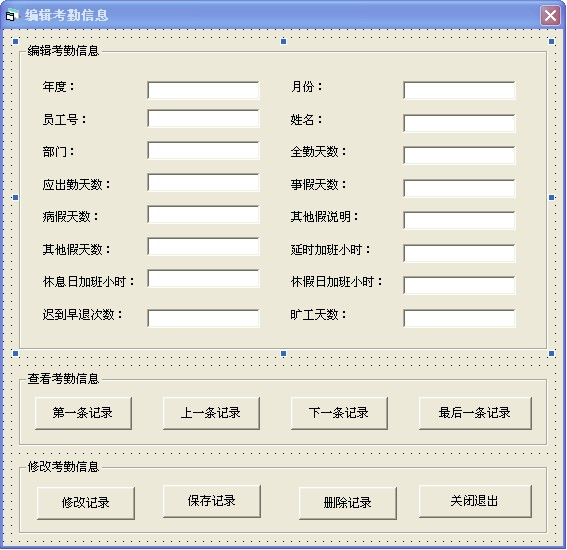 编辑考勤信息
编辑考勤信息
年度： 月份：
员工号： 姓名：
部门： 全勤天数：
应出勤天数： 事假天数：
病假天数： 其他假说明：
其他假天数： 延时加班小时：
休息日加班小时： 休假日加班小时：
迟到早退次数： 旷工天数：
查看考勤信息
第一条记录 上一条记录 下一条记录 最后一条记录
修改考勤信息
修改记录 保存记录 删除记录 关闭退出